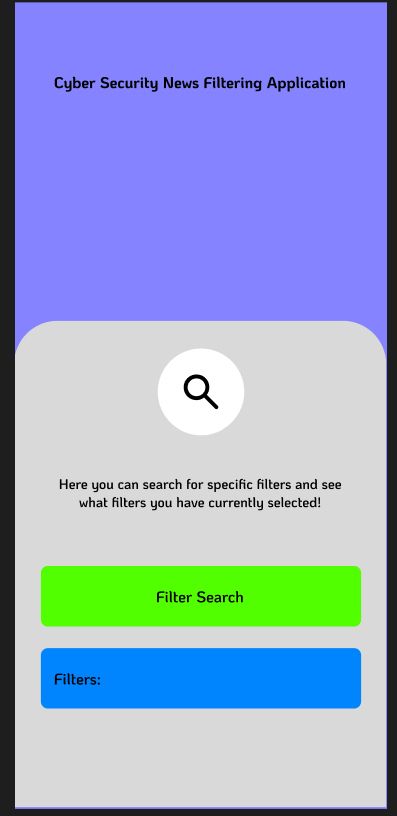 Cyber Security News Filtering Application
Here you can search for specific filters and see
what filters you have currently selected!
Filter Search
Filters: